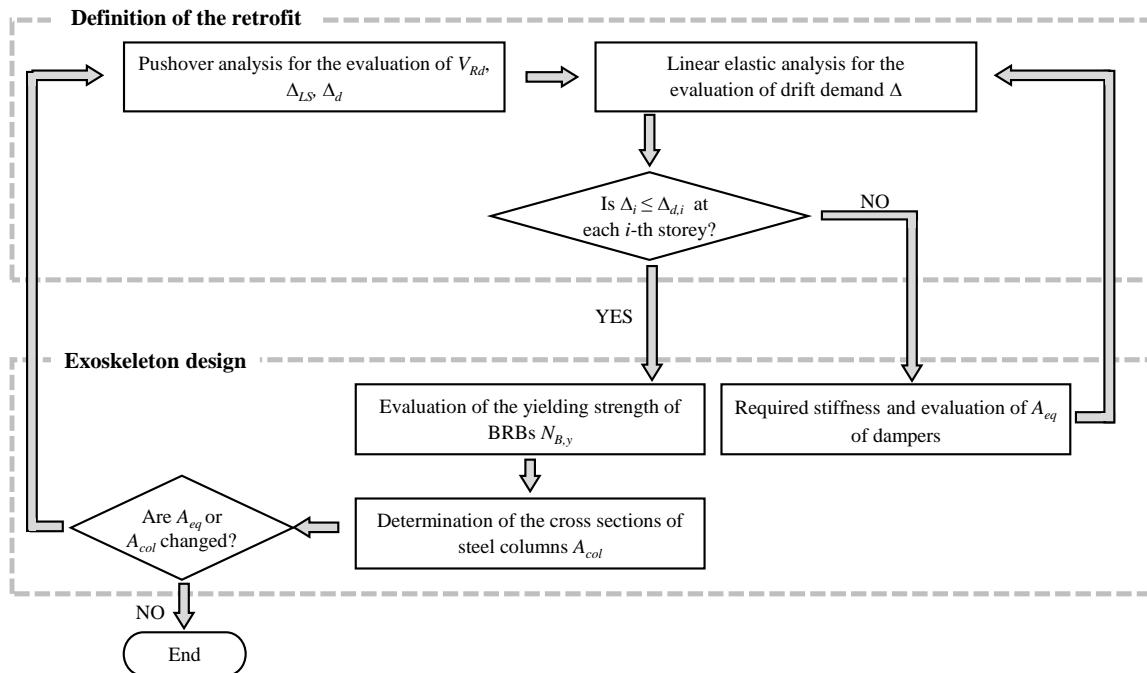 Definition of the retrofit
Pushover analysis for the evaluation of V_Rd,
Δ_LS, Δ_d
Linear elastic analysis for the
evaluation of drift demand Δ
Is Δ_i ≤ Δ_d,i at
each i-th storey?
NO
YES
Exoskeleton design
Evaluation of the yielding strength of
BRBs N_B,y
Required stiffness and evaluation of A_eq
of dampers
Determination of the cross sections of
steel columns A_col
Are A_eq or
A_col changed?
NO
End